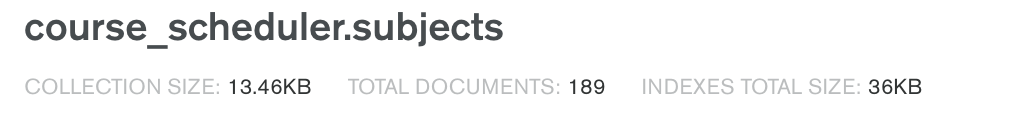 course_scheduler.subjects
COLLECTION SIZE: 13.46KB TOTAL DOCUMENTS: 189 INDEXES TOTAL SIZE: 36KB